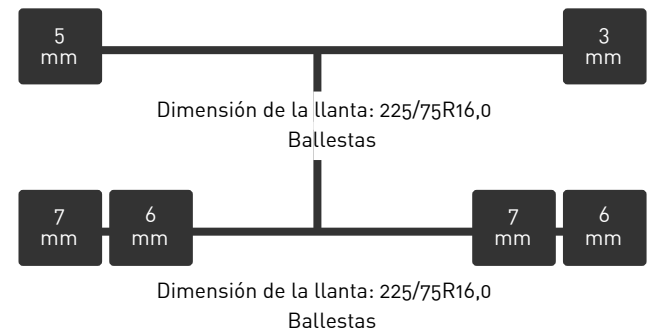 5 mm 3 mm
Dimensión de la llanta: 225/75R16,0
Ballestas
7 mm 6 mm 7 mm 6 mm
Dimensión de la llanta: 225/75R16,0
Ballestas